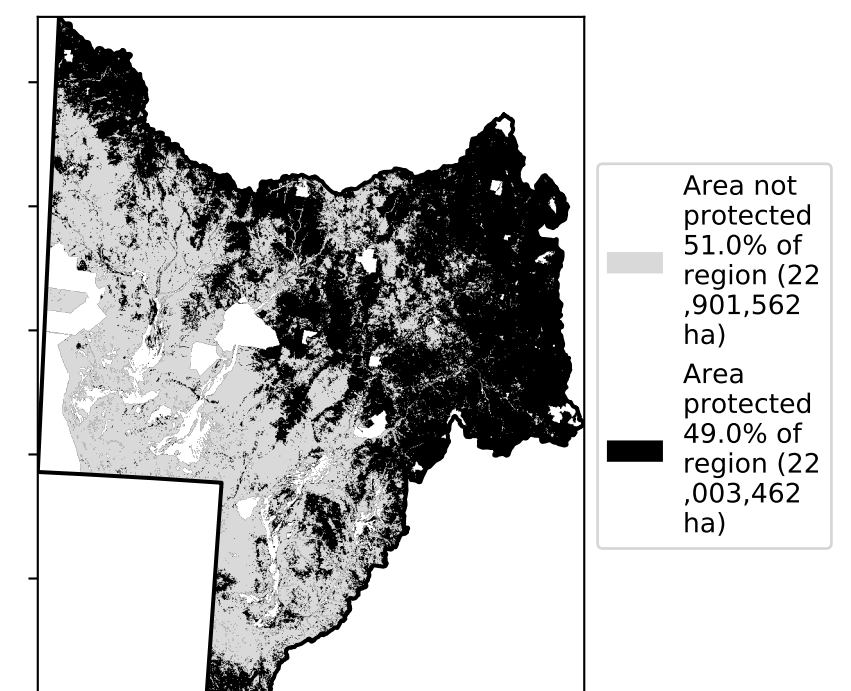 Area not
protected
51.0% of
region (22
,901,562
ha)
Area
protected
49.0% of
region (22
,003,462
ha)